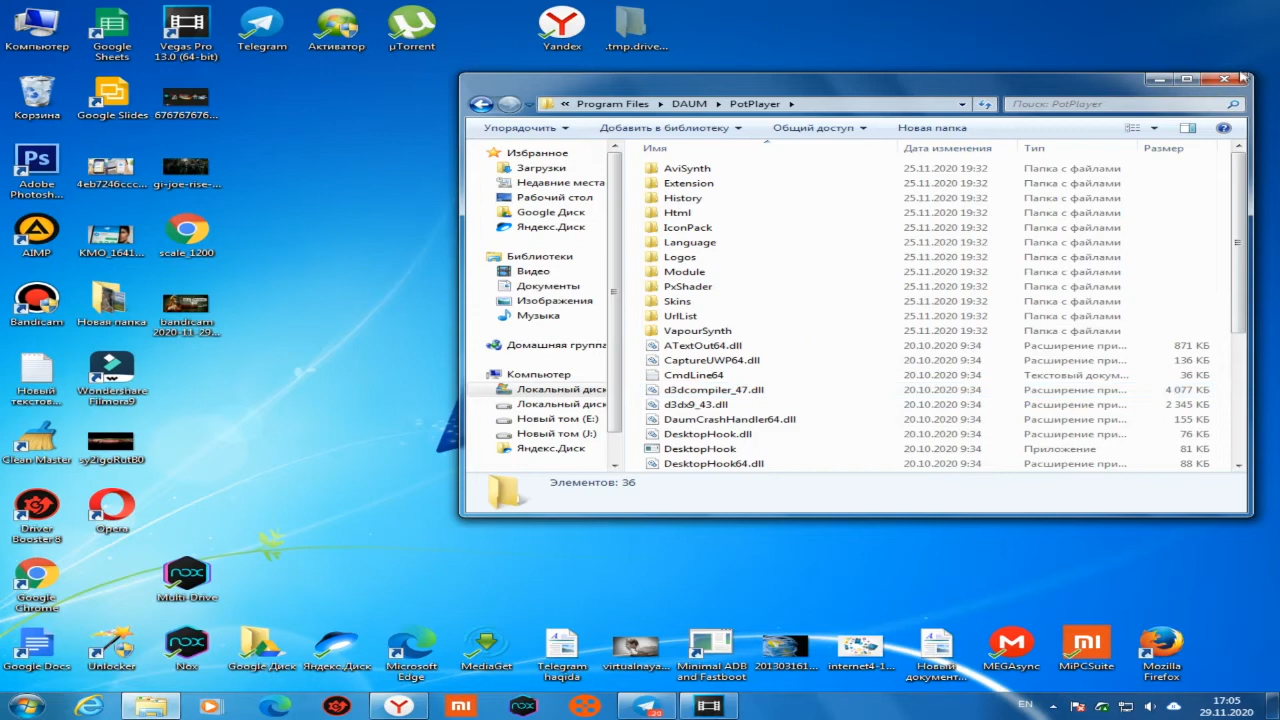 Компьютер
Google Sheets
Vegas Pro 13.0 (64-bit)
Telegram
Активатор
µTorrent
Yandex
.tmp.drive...
Корзина
Google Slides
676767676...
Adobe Photosh...
4eb7246ccc...
gi-joe-rise-...
AIMP
KMO_1641...
scale_1200
Bandicam
Новая папка
bandicam 2020-11-29...
Новый текстов...
Wondershare Filmora9
Clean Master
sy2igoRutB0
Driver Booster 8
Opera
Google Chrome
Multi-Drive
Google Docs
Unlocker
Nox
Google Диск
Яндекс.Диск
Microsoft Edge
MediaGet
Telegram haqida
virtualnaya...
Minimal ADB and Fastboot
201303161...
internet4-1...
Новый документ...
MEGAsync
MiPCSuite
Mozilla Firefox
« Program Files ▸ DAUM ▸ PotPlayer ▸
Поиск: PotPlayer
Упорядочить
Добавить в библиотеку
Общий доступ
Новая папка
Избранное
Загрузки
Недавние места
Рабочий стол
Google Диск
Яндекс.Диск
Библиотеки
Видео
Документы
Изображения
Музыка
Домашняя группа
Компьютер
Локальный диск
Локальный диск
Новый том (E:)
Новый том (J:)
Яндекс.Диск
Имя Дата изменения Тип Размер
AviSynth 25.11.2020 19:32 Папка с файлами
Extension 25.11.2020 19:32 Папка с файлами
History 25.11.2020 19:32 Папка с файлами
Html 25.11.2020 19:32 Папка с файлами
IconPack 25.11.2020 19:32 Папка с файлами
Language 25.11.2020 19:32 Папка с файлами
Logos 25.11.2020 19:32 Папка с файлами
Module 25.11.2020 19:32 Папка с файлами
PxShader 25.11.2020 19:32 Папка с файлами
Skins 25.11.2020 19:32 Папка с файлами
UrlList 25.11.2020 19:32 Папка с файлами
VapourSynth 25.11.2020 19:32 Папка с файлами
ATextOut64.dll 20.10.2020 9:34 Расширение при... 871 КБ
CaptureUWP64.dll 20.10.2020 9:34 Расширение при... 136 КБ
CmdLine64 20.10.2020 9:34 Текстовый докум... 36 КБ
d3dcompiler_47.dll 20.10.2020 9:34 Расширение при... 4 077 КБ
d3dx9_43.dll 20.10.2020 9:34 Расширение при... 2 345 КБ
DaumCrashHandler64.dll 20.10.2020 9:34 Расширение при... 155 КБ
DesktopHook.dll 20.10.2020 9:34 Расширение при... 76 КБ
DesktopHook 20.10.2020 9:34 Приложение 81 КБ
DesktopHook64.dll 20.10.2020 9:34 Расширение при... 88 КБ
Элементов: 36
EN
17:05
29.11.2020